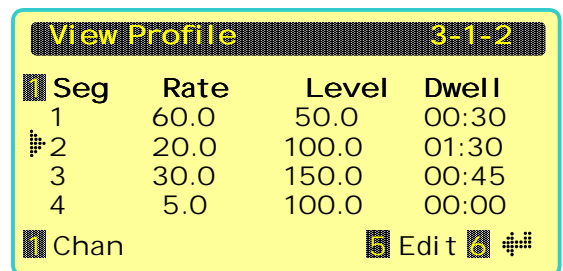 View Profile 3-1-2
1 Seg Rate Level Dwell
1 60.0 50.0 00:30
2 20.0 100.0 01:30
3 30.0 150.0 00:45
4 5.0 100.0 00:00
1 Chan 5 Edit 6